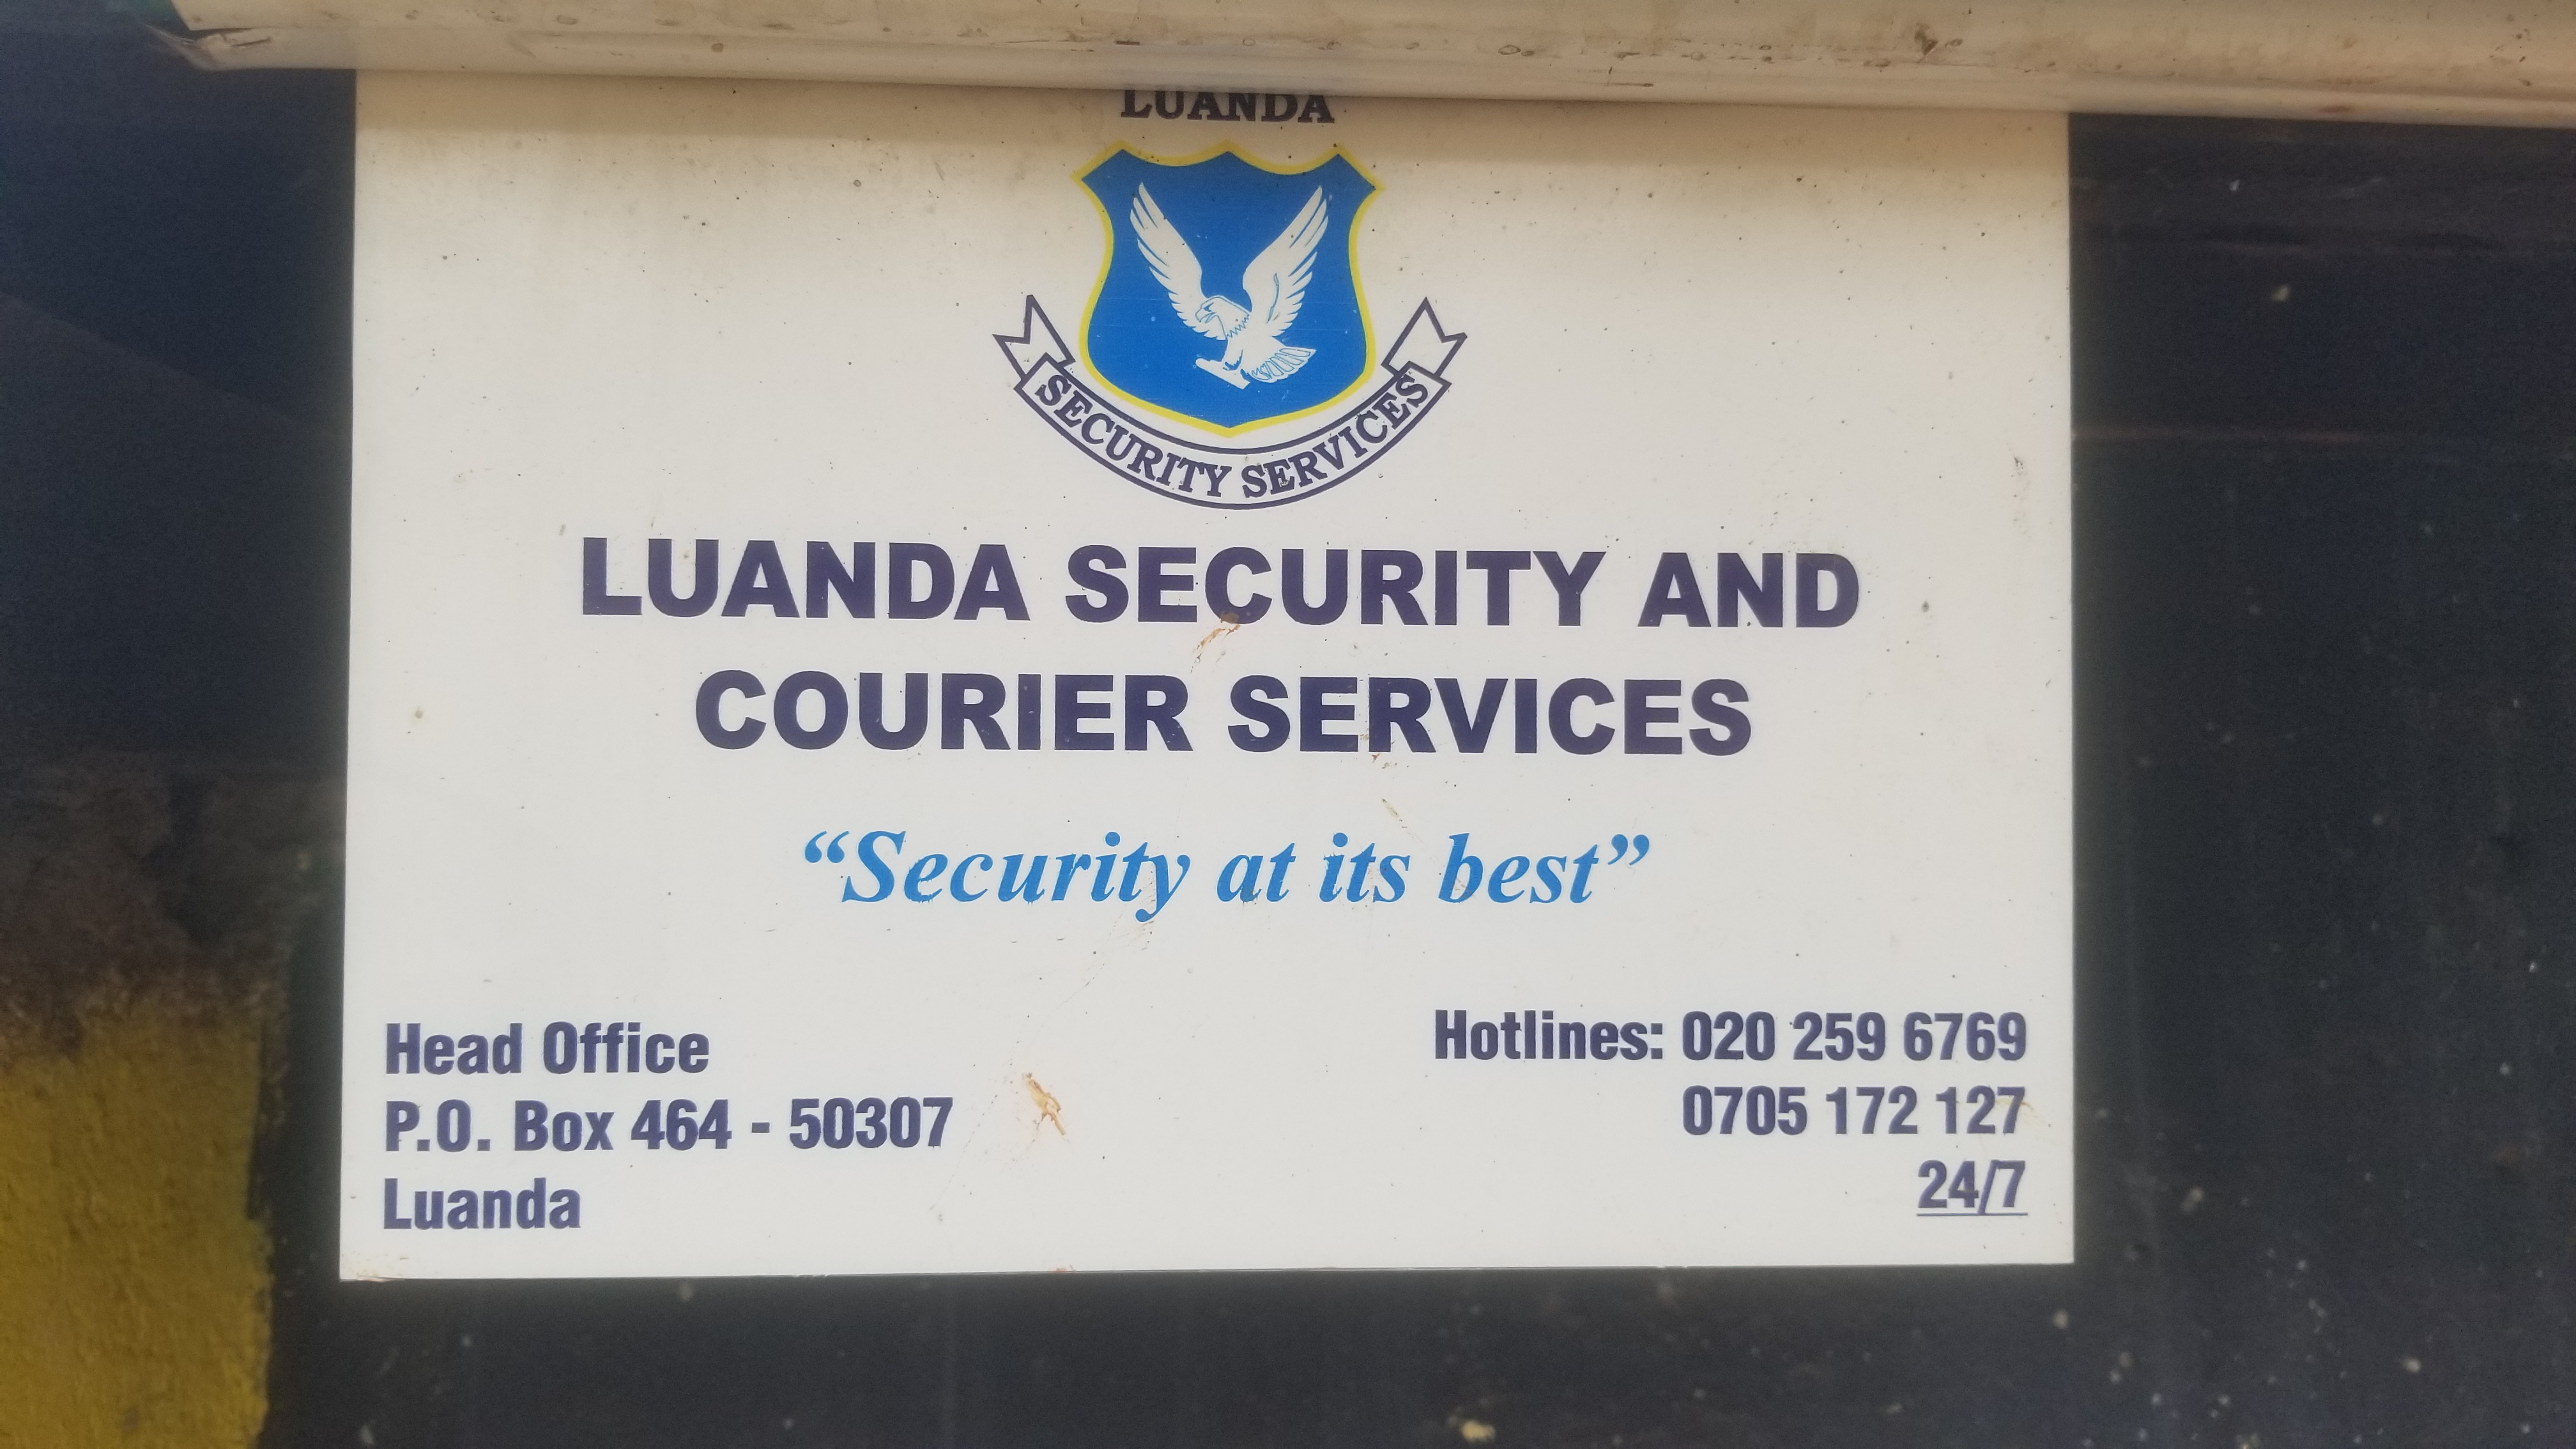 LUANDA
SECURITY SERVICES
LUANDA SECURITY AND
COURIER SERVICES
“Security at its best”
Head Office
P.O. Box 464 - 50307
Luanda
Hotlines: 020 259 6769
0705 172 127
24/7